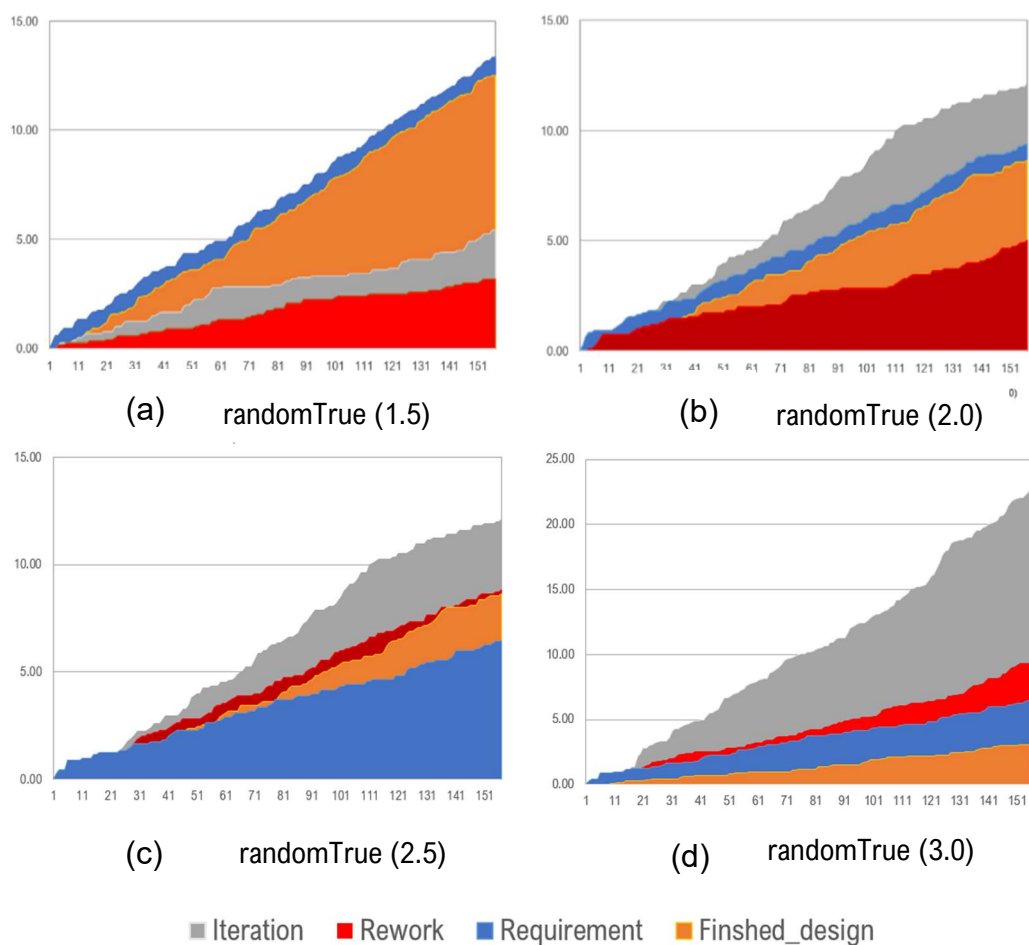 15.00
10.00
5.00
0.00
1 11 21 31 41 51 61 71 81 91 101 111 121 131 141 151
(a) randomTrue (1.5)
15.00
10.00
5.00
0.00
1 11 21 31 41 51 61 71 81 91 101 111 121 131 141 151
0)
(b) randomTrue (2.0)
15.00
10.00
5.00
0.00
1 11 21 31 41 51 61 71 81 91 101 111 121 131 141 151
(c) randomTrue (2.5)
25.00
20.00
15.00
10.00
5.00
0.00
1 11 21 31 41 51 61 71 81 91 101 111 121 131 141 151
(d) randomTrue (3.0)
Iteration Rework Requirement Finshed_design